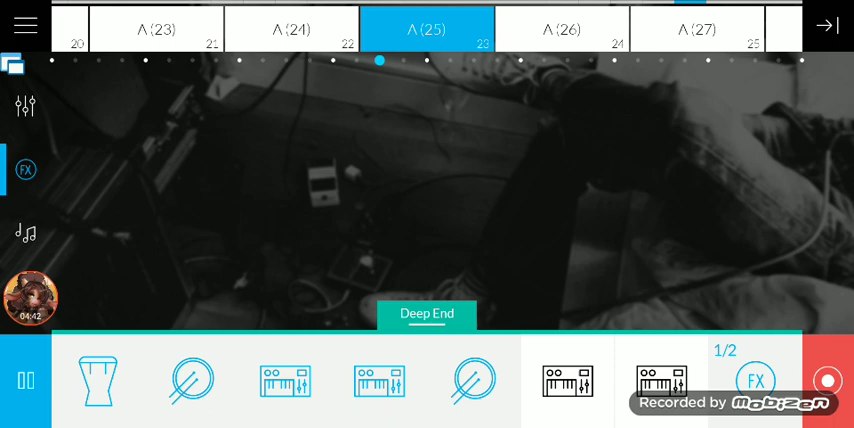 Λ (23)
Λ (24)
Λ (25)
Λ (26)
Λ (27)
20
21
22
23
24
25
FX
04:42
Deep End
1/2
FX
Recorded by mobizen